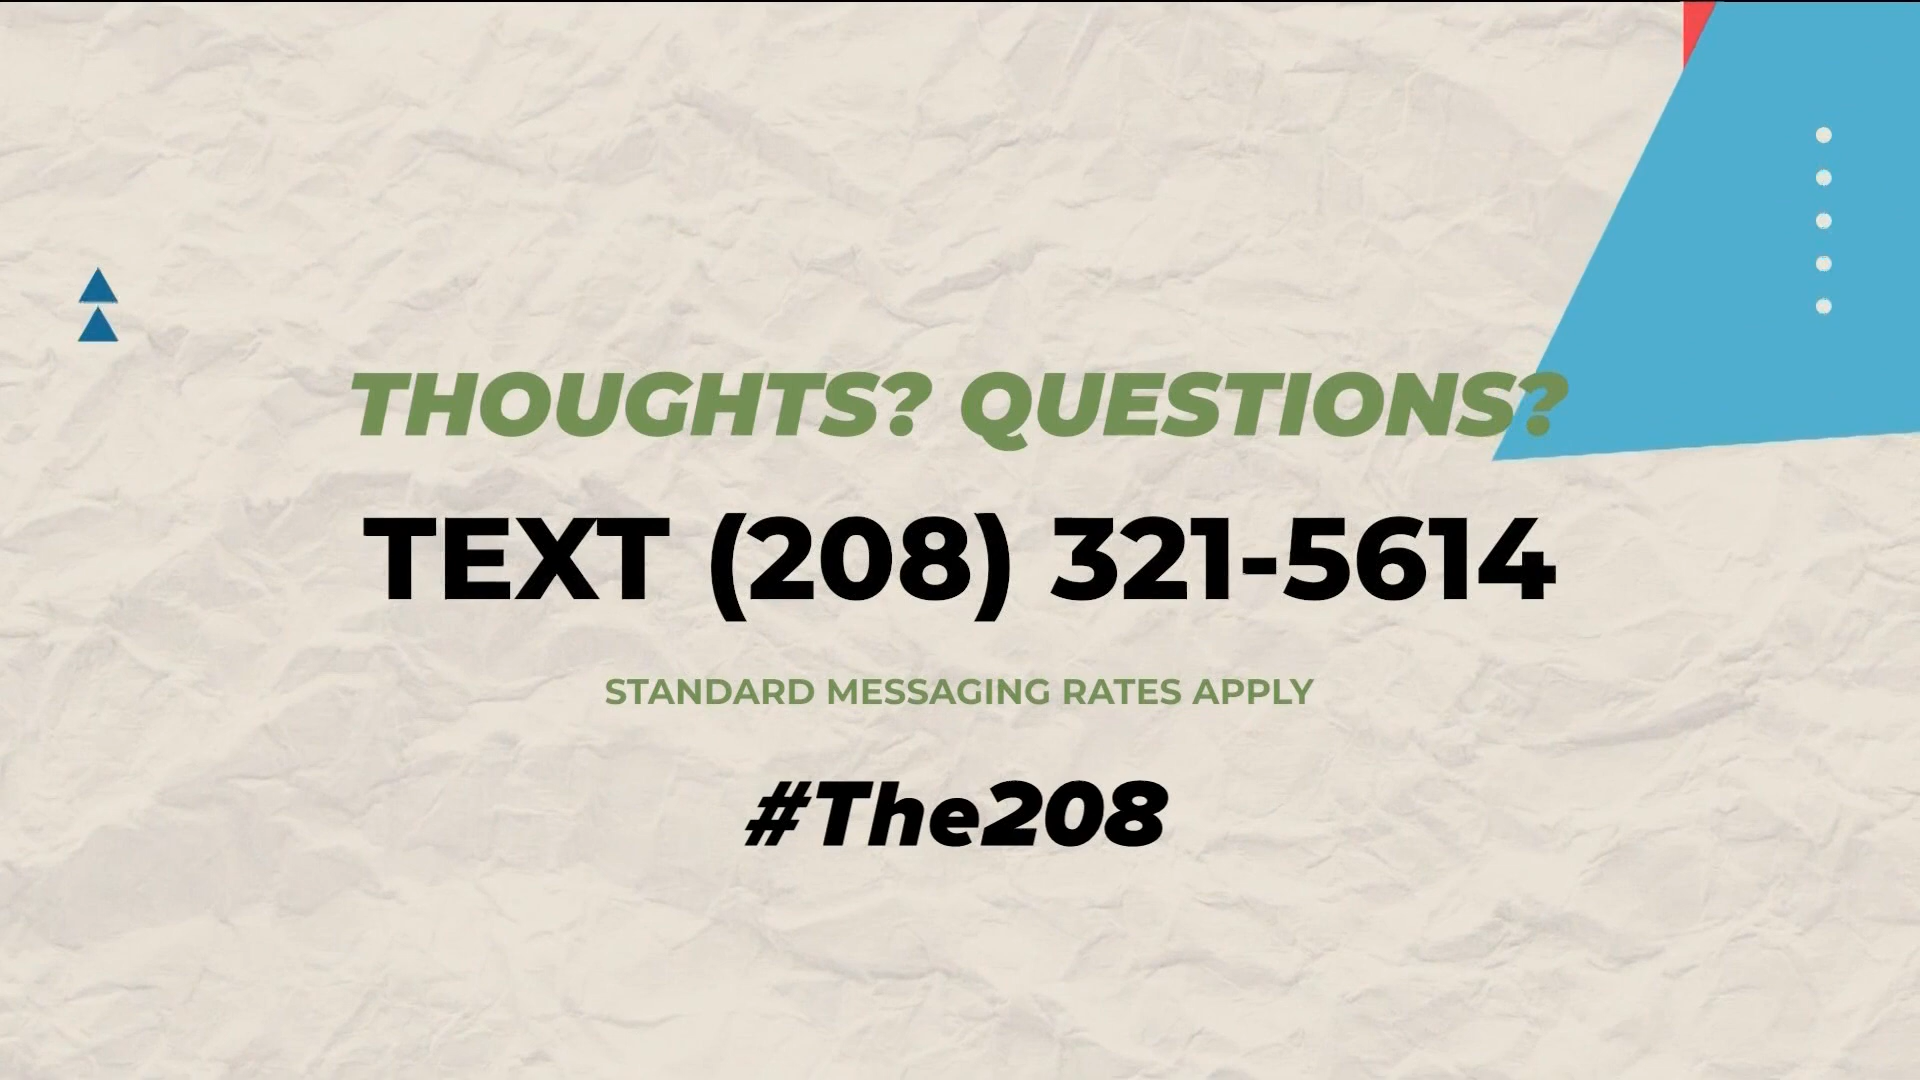 THOUGHTS? QUESTIONS?
TEXT (208) 321-5614
STANDARD MESSAGING RATES APPLY
#The208